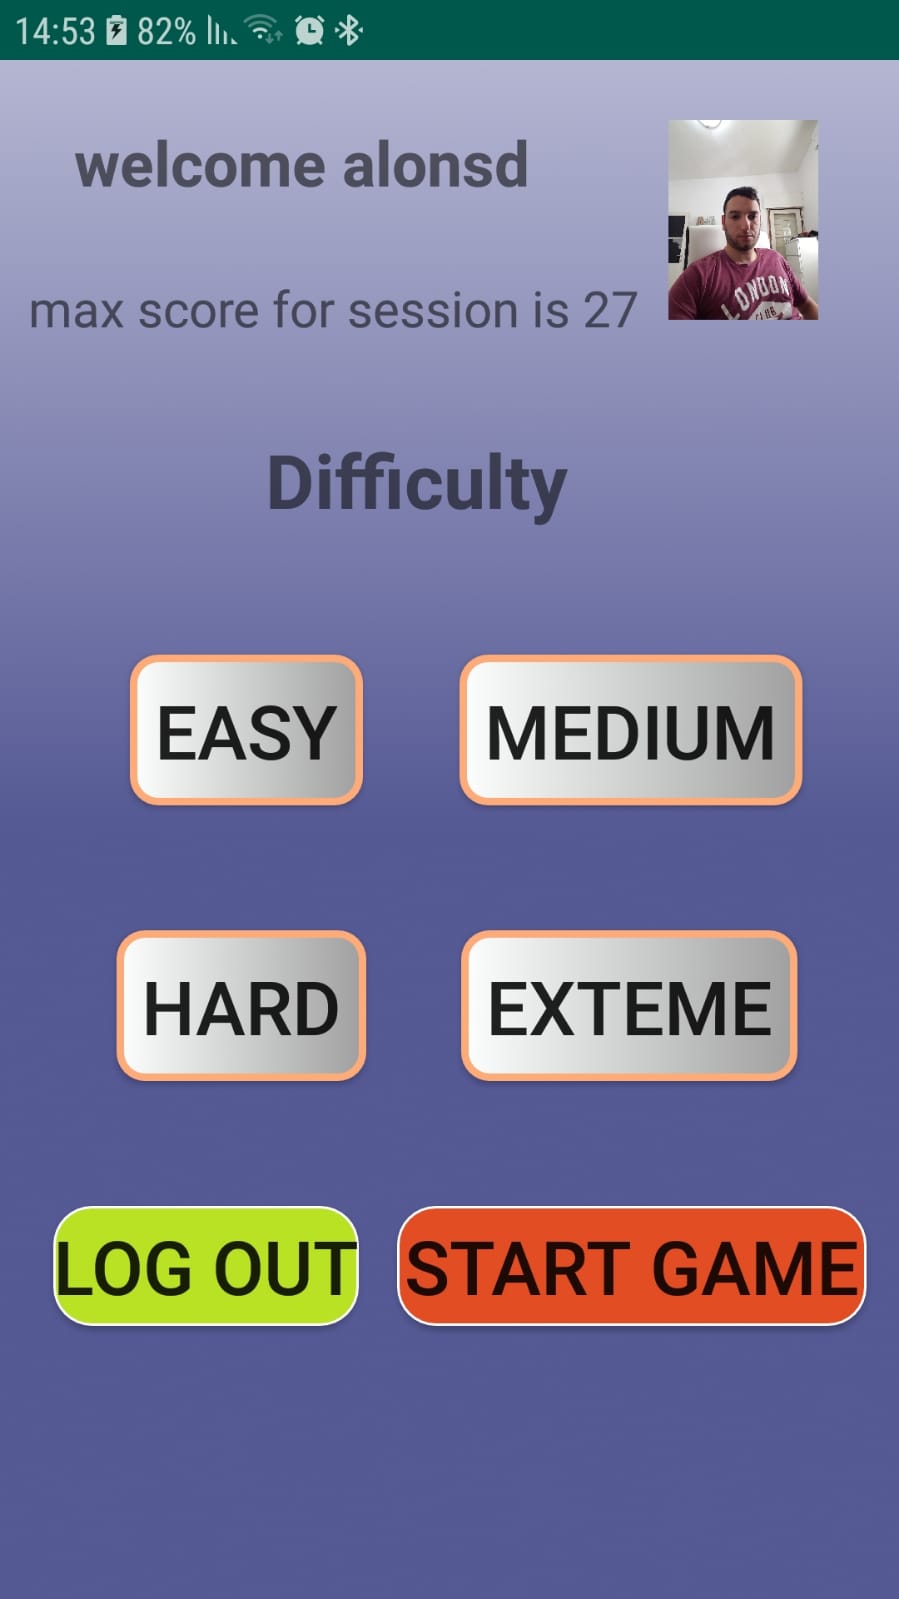 14:53 82%
welcome alonsd
LONDON
max score for session is 27
Difficulty
EASY MEDIUM
HARD EXTEME
LOG OUT START GAME